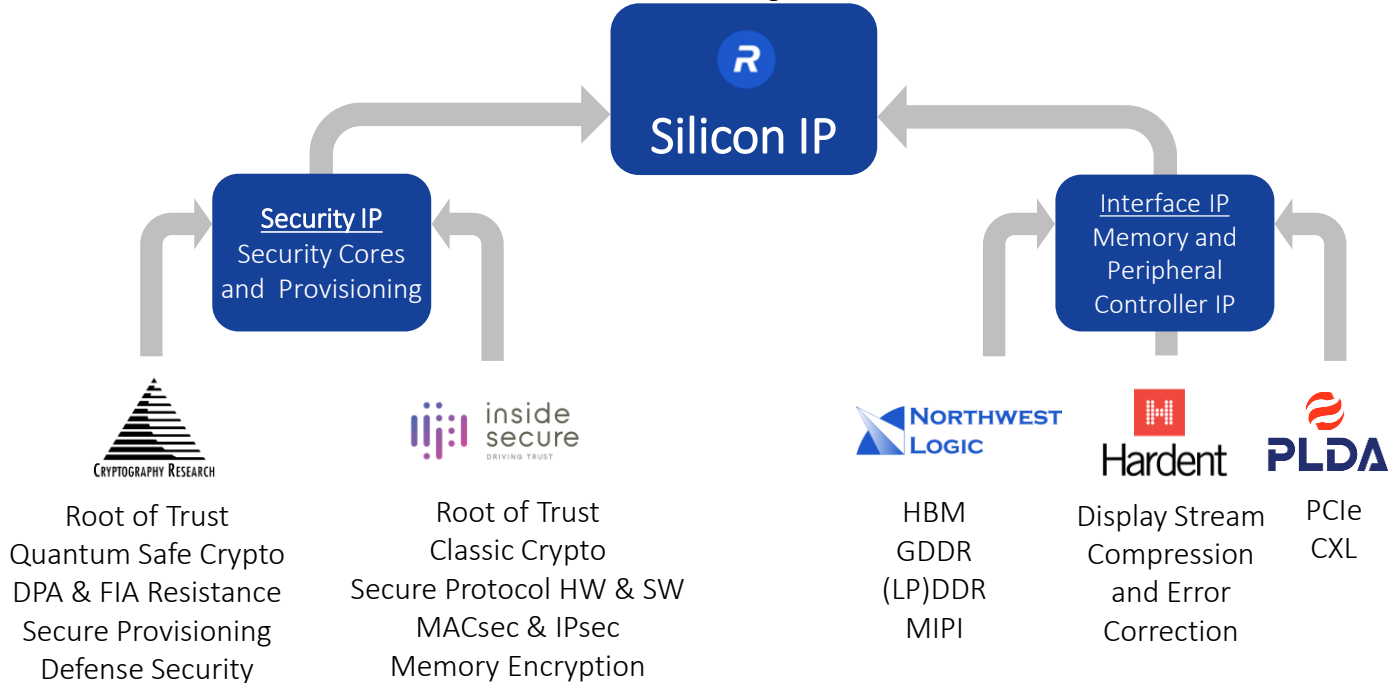 R
Silicon IP
Security IP
Security Cores
and Provisioning
Interface IP
Memory and
Peripheral
Controller IP
CRYPTOGRAPHY RESEARCH
inside
secure
DRIVING TRUST
NORTHWEST
LOGIC
H
Hardent
PLDA
Root of Trust
Quantum Safe Crypto
DPA & FIA Resistance
Secure Provisioning
Defense Security
Root of Trust
Classic Crypto
Secure Protocol HW & SW
MACsec & IPsec
Memory Encryption
HBM
GDDR
(LP)DDR
MIPI
Display Stream
Compression
and Error
Correction
PCIe
CXL